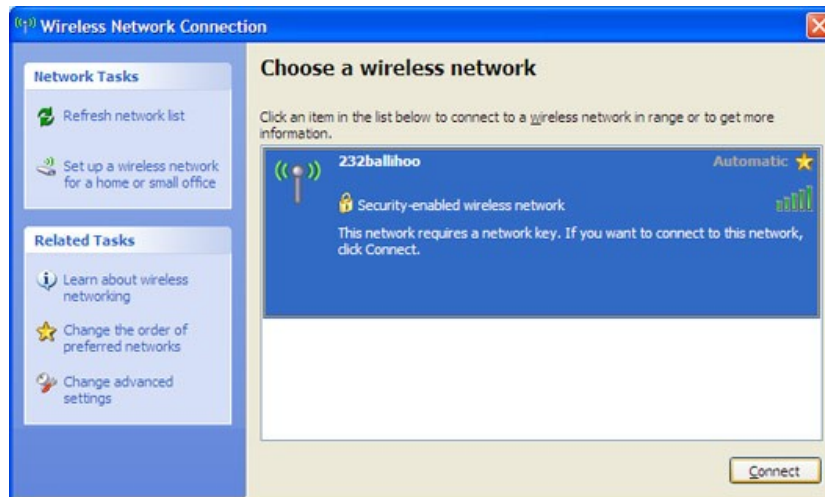 Wireless Network Connection
Network Tasks
Refresh network list
Set up a wireless network
for a home or small office
Related Tasks
Learn about wireless
networking
Change the order of
preferred networks
Change advanced
settings
Choose a wireless network
Click an item in the list below to connect to a wireless network in range or to get more
information.
232ballihoo
Automatic
Security-enabled wireless network
This network requires a network key. If you want to connect to this network,
click Connect.
Connect